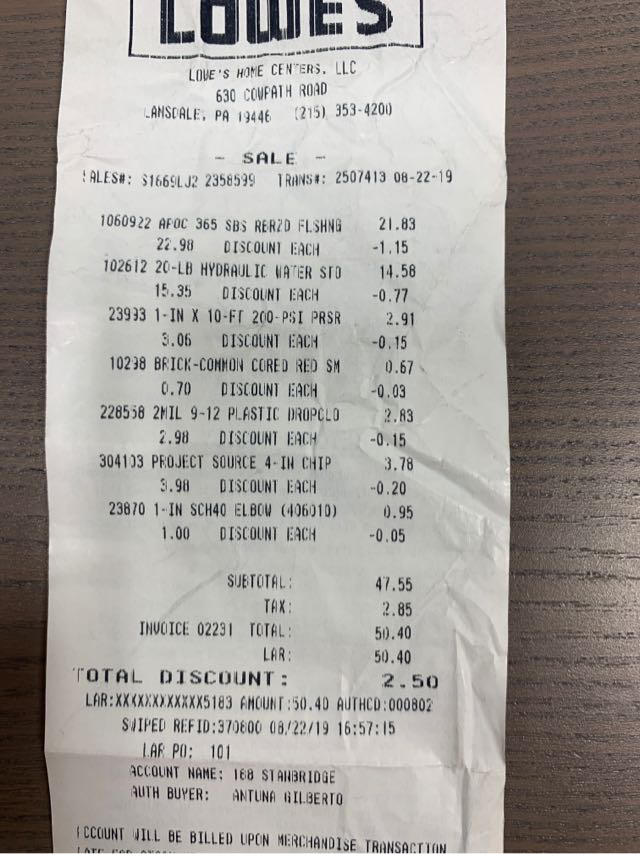 LOWE'S
LOWE'S HOME CENTERS, LLC
630 COWPATH ROAD
LANSDALE, PA 19446 (215) 353-4200
- SALE -
SALES#: S1669LJ2 2358599 TRANS#: 2507413 08-22-19
1060922 APOC 365 SBS RBRZD FLSHNG 21.83
22.98 DISCOUNT EACH -1.15
102612 20-LB HYDRAULIC WATER STO 14.58
15.35 DISCOUNT EACH -0.77
23993 1-IN X 10-FT 200-PSI PRSR 2.91
3.06 DISCOUNT EACH -0.15
10298 BRICK-COMMON CORED RED SM 0.67
0.70 DISCOUNT EACH -0.03
228558 2MIL 9-12 PLASTIC DROPCLO 2.83
2.98 DISCOUNT EACH -0.15
304103 PROJECT SOURCE 4-IN CHIP 3.78
3.98 DISCOUNT EACH -0.20
23870 1-IN SCH40 ELBOW (406010) 0.95
1.00 DISCOUNT EACH -0.05
SUBTOTAL: 47.55
TAX: 2.85
INVOICE 02231 TOTAL: 50.40
LAR: 50.40
TOTAL DISCOUNT: 2.50
LAR:XXXXXXXXXXXX5183 AMOUNT:50.40 AUTHCD:000802
SWIPED REFID:370800 08/22/19 16:57:15
LAR PO: 101
ACCOUNT NAME: 168 STANBRIDGE
AUTH BUYER: ANTUNA GILBERTO
ACCOUNT WILL BE BILLED UPON MERCHANDISE TRANSACTION